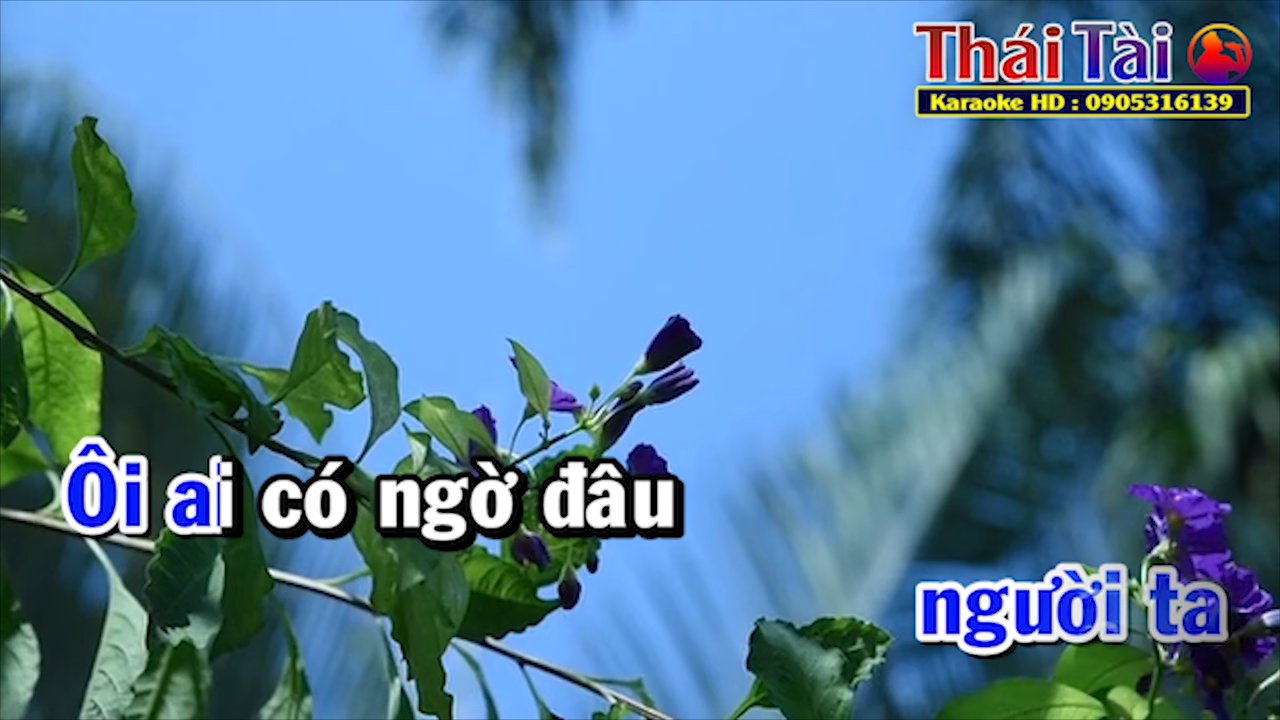 Thái Tài
Karaoke HD : 0905316139
Ôi ai có ngờ đâu
người ta